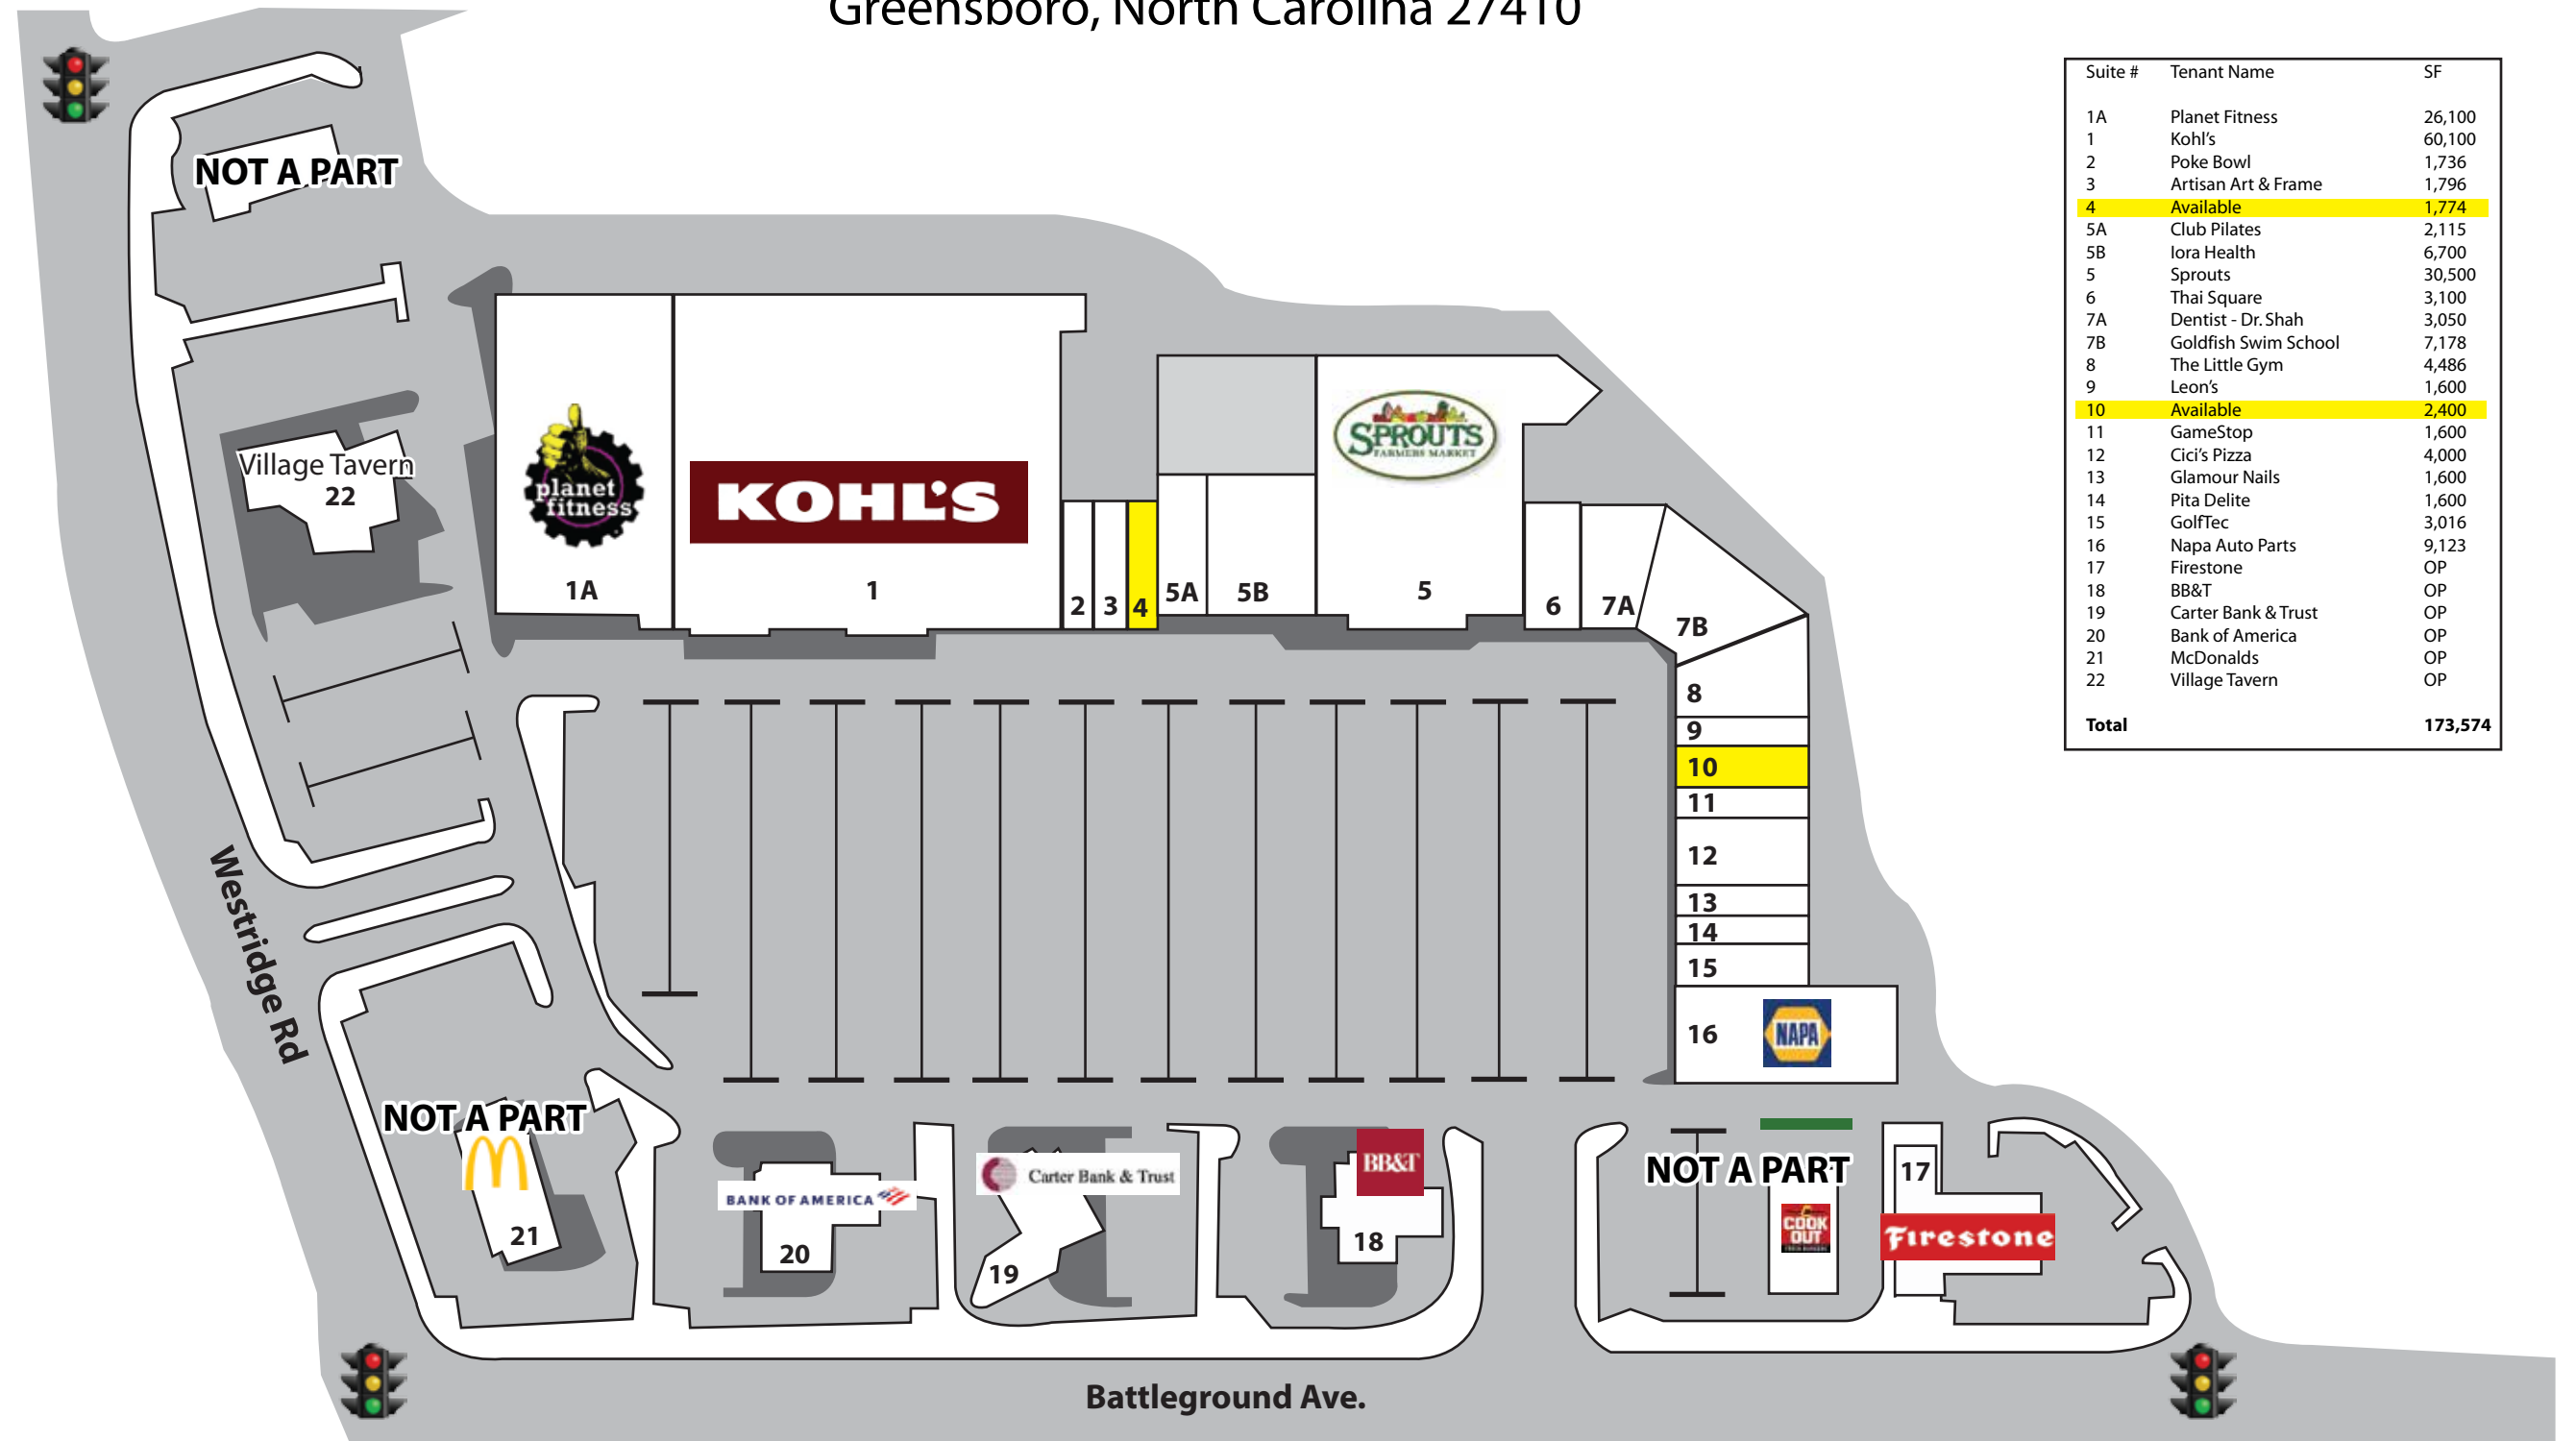 Greensboro, North Carolina 27410
Suite # Tenant Name SF
1A Planet Fitness 26,100
1 Kohl's 60,100
2 Poke Bowl 1,736
3 Artisan Art & Frame 1,796
4 Available 1,774
5A Club Pilates 2,115
5B Iora Health 6,700
5 Sprouts 30,500
6 Thai Square 3,100
7A Dentist - Dr. Shah 3,050
7B Goldfish Swim School 7,178
8 The Little Gym 4,486
9 Leon's 1,600
10 Available 2,400
11 GameStop 1,600
12 Cici's Pizza 4,000
13 Glamour Nails 1,600
14 Pita Delite 1,600
15 GolfTec 3,016
16 Napa Auto Parts 9,123
17 Firestone OP
18 BB&T OP
19 Carter Bank & Trust OP
20 Bank of America OP
21 McDonalds OP
22 Village Tavern OP
Total 173,574
NOT A PART
Village Tavern
22
planet
fitness
1A
KOHL'S
1
2
3
4
5A
5B
SPROUTS
FARMERS MARKET
5
6
7A
7B
8
9
10
11
12
13
14
15
16
NAPA
Westridge Rd
NOT A PART
21
BANK OF AMERICA
20
Carter Bank & Trust
19
BB&T
18
NOT A PART
COOK
OUT
17
Firestone
Battleground Ave.